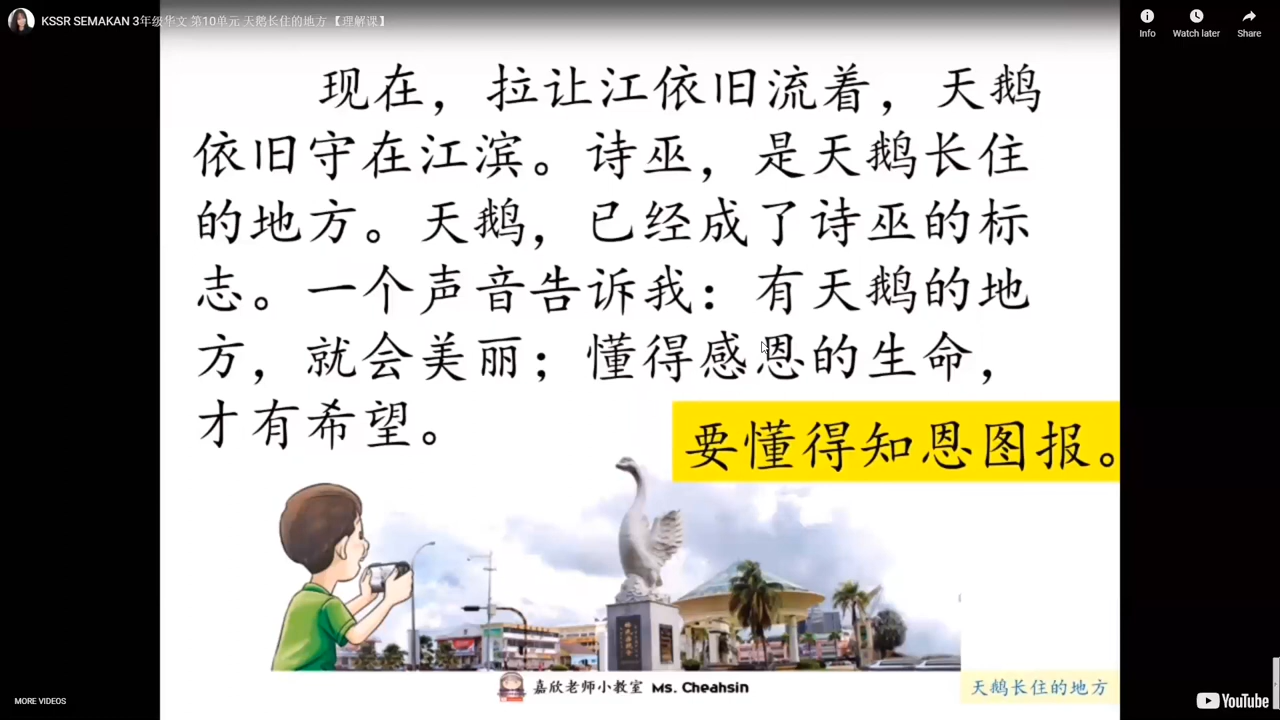 KSSR SEMAKAN 3年级华文 第10单元 天鹅长住的地方 【理解课】
Info
Watch later
Share
现在，拉让江依旧流着，天鹅
依旧守在江滨。诗巫，是天鹅长住
的地方。天鹅，已经成了诗巫的标
志。一个声音告诉我：有天鹅的地
方，就会美丽；懂得感恩的生命，
才有希望。
要懂得知恩图报。
嘉欣老师小教室 Ms. Cheahsin
天鹅长住的地方
MORE VIDEOS
YouTube